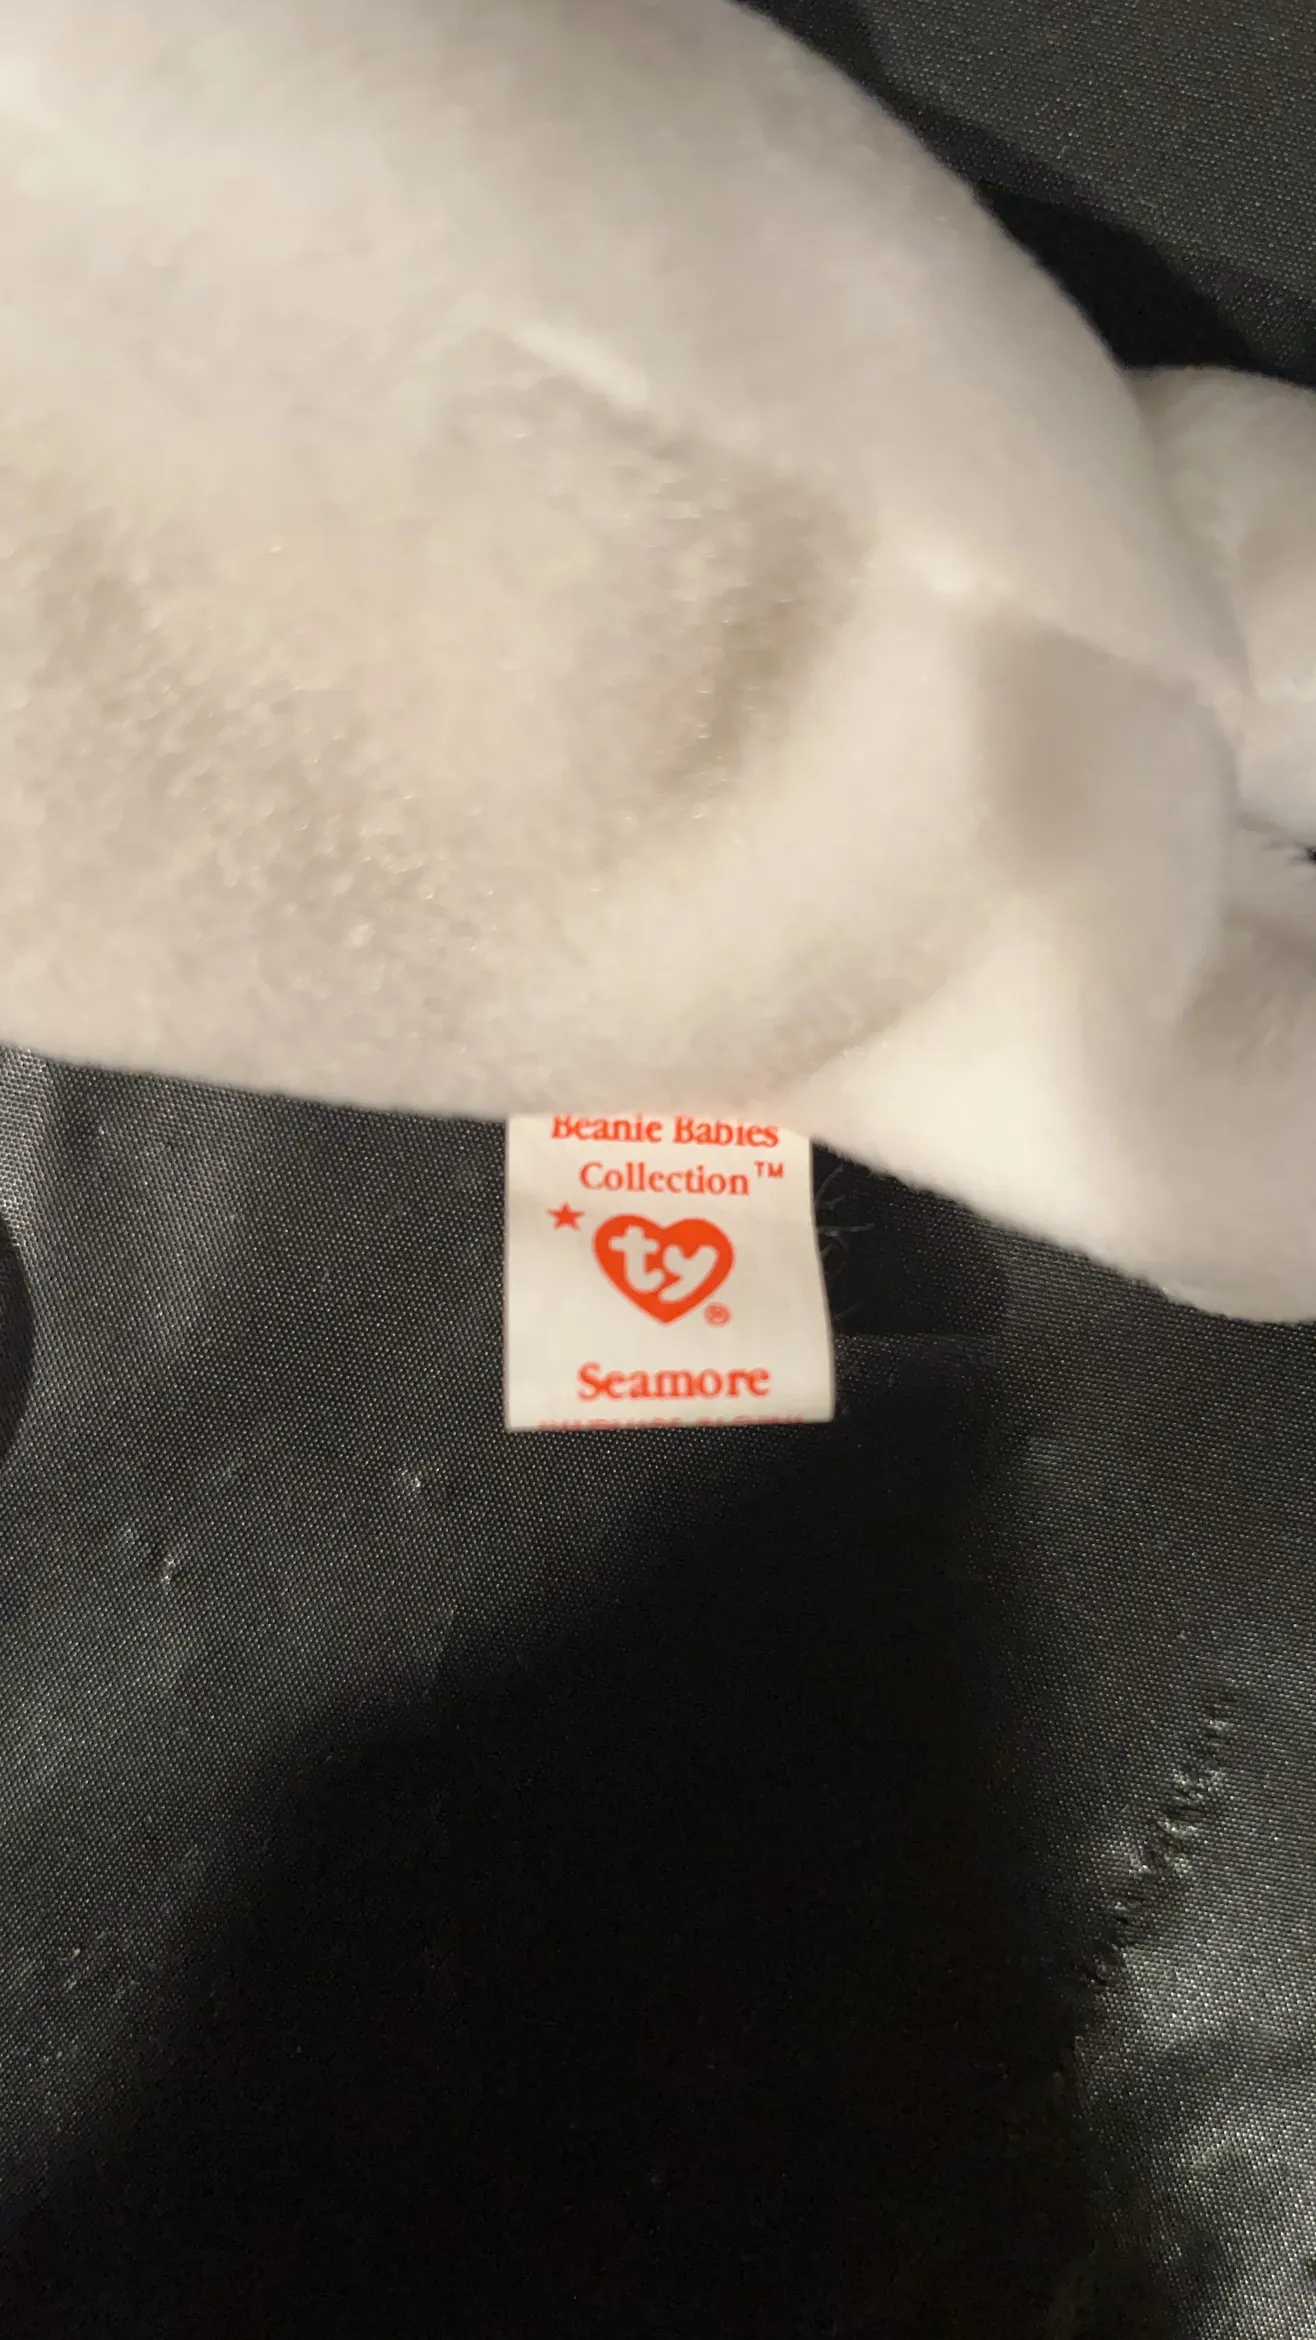 Beanie Babies
Collection™
★
ty®
Seamore